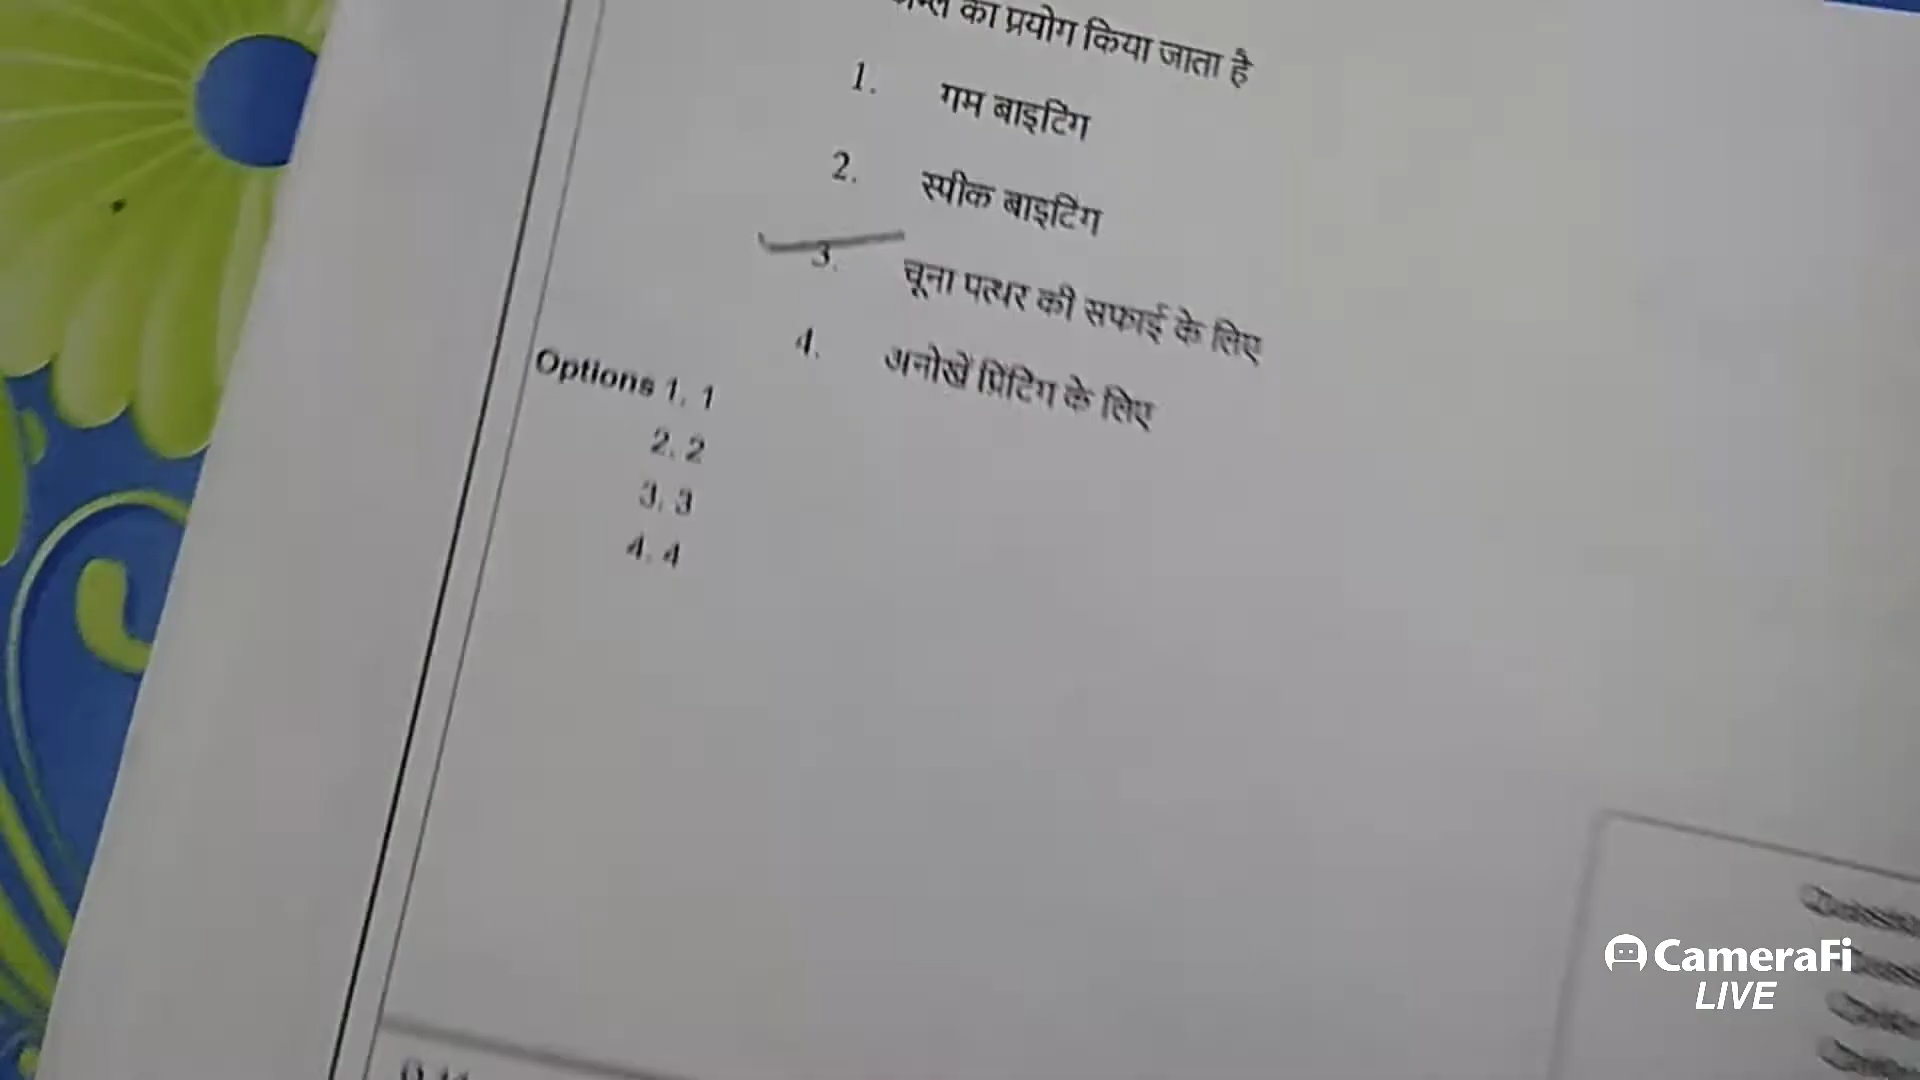 का प्रयोग किया जाता है
1. गम बाइटिंग
2. स्पीक बाइटिंग
3. चूना पत्थर की सफाई के लिए
4. अनोखें प्रिंटिग के लिए
Options 1. 1
2. 2
3. 3
4. 4
CameraFi
LIVE